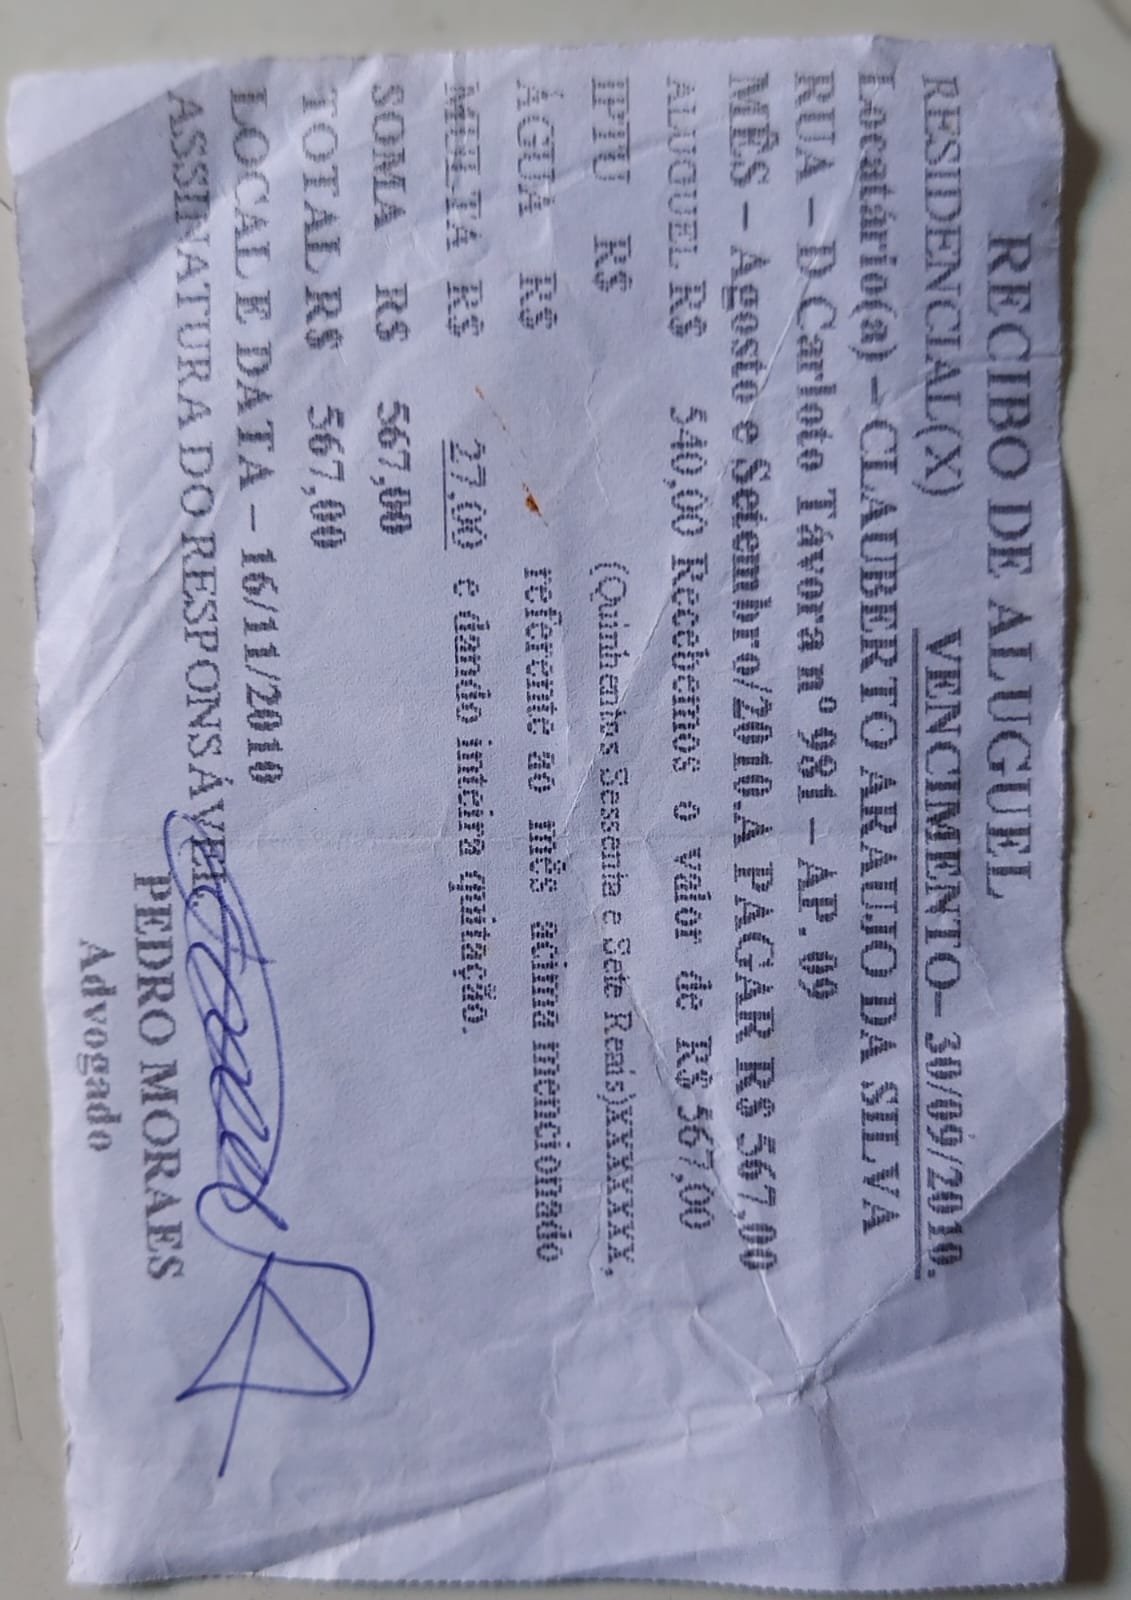 RECIBO DE ALUGUEL
RESIDENCIAL(X) VENCIMENTO– 30/09/2010.
Locatário(a) – CLAUBERTO ARAUJO DA SILVA
RUA – D Carloto Távora nº 981 – AP. 09
MÊS – Agosto e Setembro/2010. A PAGAR R$ 567,00
ALUGUEL R$ 540,00 Recebemos o valor de R$ 567,00
IPTU R$ (Quinhentos Sessenta e Sete Reais)XXXXXXX,
ÁGUA R$ referente ao mês acima mencionado
MULTA R$ 27,00 e dando inteira quitação.
SOMA R$ 567,00
TOTAL R$ 567,00
LOCAL E DATA – 16/11/2010
ASSINATURA DO RESPONSÁVEL
PEDRO MORAES
Advogado